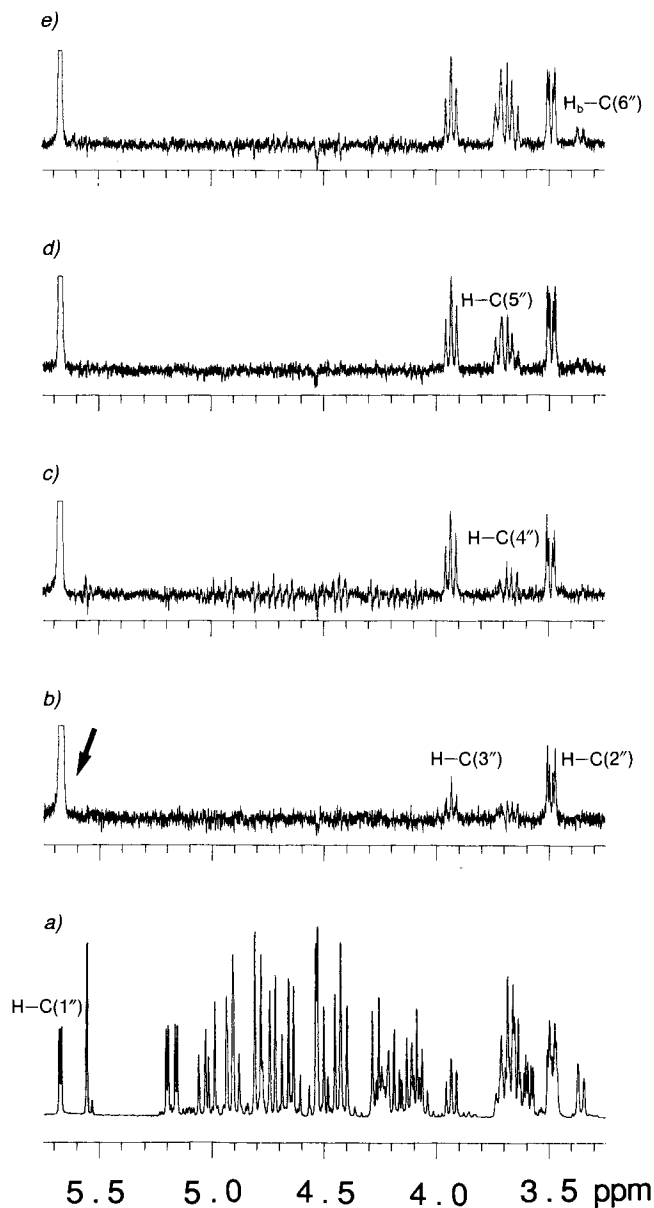 e)
H_b−C(6″)
d)
H−C(5″)
c)
H−C(4″)
b)
H−C(3″) H−C(2″)
a)
H−C(1″)
5.5 5.0 4.5 4.0 3.5 ppm